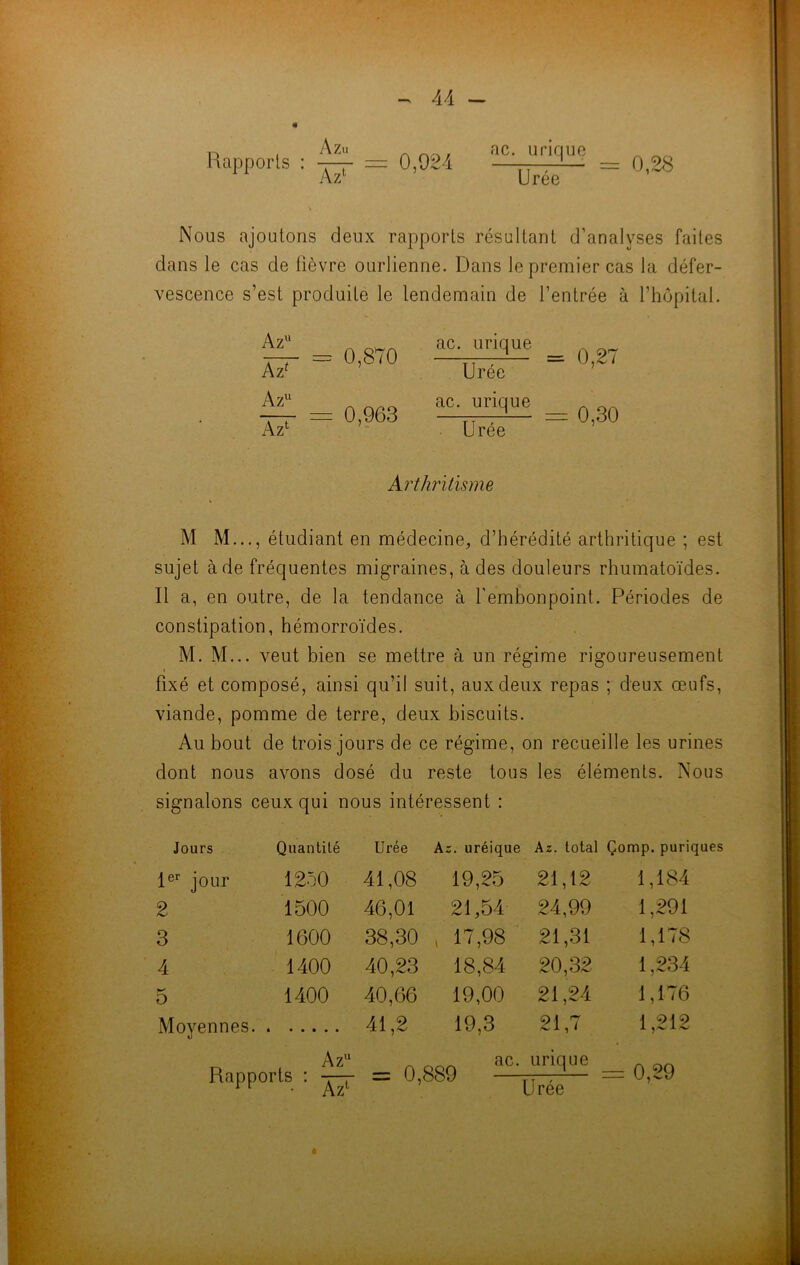 — 44 —
Rapports : Azu / Azt = 0,924 ac. urique / Urée = 0,28
Nous ajoutons deux rapports résultant d'analyses faites
dans le cas de fièvre ourlienne. Dans le premier cas la défer-
vescence s'est produite le lendemain de l'entrée à l'hôpital.
Azu / Azt = 0,870 ac. urique / Urée = 0,27
Azu / Azt = 0,963 ac. urique / Urée = 0,30
Arthritisme
M M..., étudiant en médecine, d'hérédité arthritique ; est
sujet à de fréquentes migraines, à des douleurs rhumatoïdes.
Il a, en outre, de la tendance à l'embonpoint. Périodes de
constipation, hémorroïdes.
M. M... veut bien se mettre à un régime rigoureusement
fixé et composé, ainsi qu'il suit, aux deux repas ; deux œufs,
viande, pomme de terre, deux biscuits.
Au bout de trois jours de ce régime, on recueille les urines
dont nous avons dosé du reste tous les éléments. Nous
signalons ceux qui nous intéressent :
Jours Quantité Urée Az. uréique Az. total Çomp. puriques
1er jour 1250 41,08 19,25 21,12 1,184
2 1500 46,01 21,54 24,99 1,291
3 1600 38,30 17,98 21,31 1,178
4 1400 40,23 18,84 20,32 1,234
5 1400 40,66 19,00 21,24 1,176
Moyennes. . . . . . . 41,2 19,3 21,7 1,212
Rapports : Azu / Azt = 0,889 ac. urique / Urée = 0,29